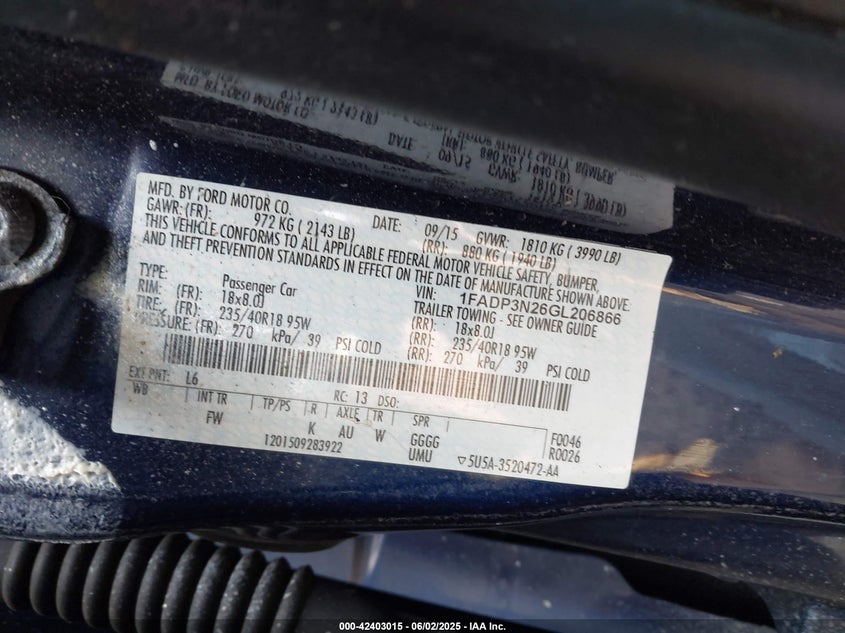 MFD. BY FORD MOTOR CO.
DATE: 09/15 GVWR: 1810 KG ( 3990 LB)
GAWR: (FR): 972 KG ( 2143 LB) (RR): 880 KG ( 1940 LB)
THIS VEHICLE CONFORMS TO ALL APPLICABLE FEDERAL MOTOR VEHICLE SAFETY, BUMPER,
AND THEFT PREVENTION STANDARDS IN EFFECT ON THE DATE OF MANUFACTURE SHOWN ABOVE.
VIN: 1FADP3N26GL206866
TYPE: Passenger Car TRAILER TOWING - SEE OWNER GUIDE
RIM: (FR): 18x8.0J (RR): 18x8.0J
TIRE: (FR): 235/40R18 95W (RR): 235/40R18 95W
PRESSURE: (FR): 270 kPa/ 39 PSI COLD (RR): 270 kPa/ 39 PSI COLD
EXT PNT: L6 RC: 13 DSO:
WB INT TR TP/PS R AXLE TR SPR
FW K AU W GGGG F0046
1201509283922 UMU ▽5U5A-3520472-AA R0026
000-42403015 - 06/02/2025 - IAA Inc.